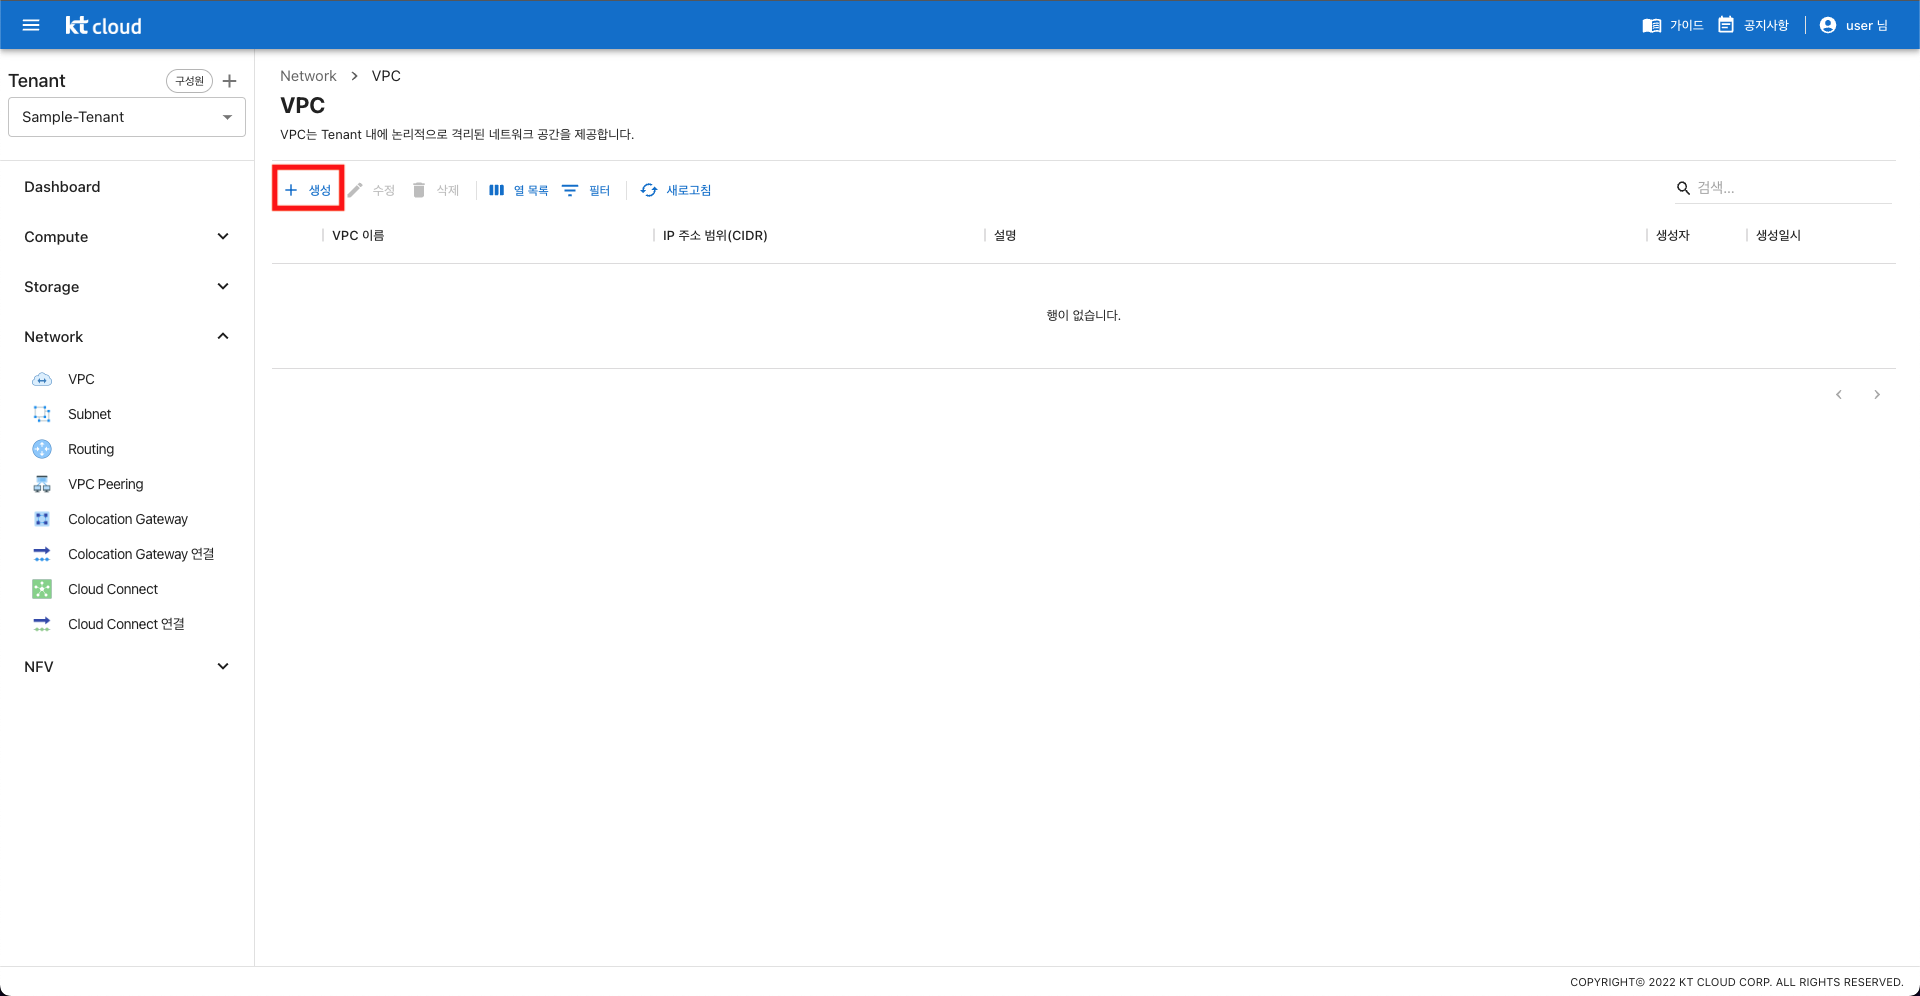 kt cloud
가이드
공지사항
user 님
Tenant
구성원
Sample-Tenant
Dashboard
Compute
Storage
Network
VPC
Subnet
Routing
VPC Peering
Colocation Gateway
Colocation Gateway 연결
Cloud Connect
Cloud Connect 연결
NFV
Network > VPC
VPC
VPC는 Tenant 내에 논리적으로 격리된 네트워크 공간을 제공합니다.
생성 수정 삭제 열 목록 필터 새로고침
검색...
VPC 이름 IP 주소 범위(CIDR) 설명 생성자 생성일시
행이 없습니다.
COPYRIGHT© 2022 KT CLOUD CORP. ALL RIGHTS RESERVED.